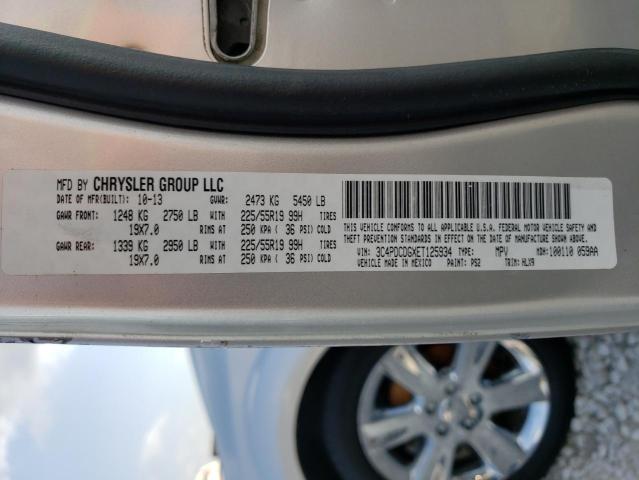 MFD BY CHRYSLER GROUP LLC
DATE OF MFR(BUILT): 10-13 GVWR: 2473 KG 5450 LB
GAWR FRONT: 1248 KG 2750 LB WITH 225/55R19 99H TIRES
19X7.0 RIMS AT 250 KPA ( 36 PSI) COLD
GAWR REAR: 1339 KG 2950 LB WITH 225/55R19 99H TIRES
19X7.0 RIMS AT 250 KPA ( 36 PSI) COLD
THIS VEHICLE CONFORMS TO ALL APPLICABLE U.S.A. FEDERAL MOTOR VEHICLE
SAFETY, BUMPER, AND THEFT PREVENTION STANDARDS IN EFFECT ON THE DATE OF MANUFACTURE SHOWN ABOVE.
VIN: 3C4PDCDGXET125934 TYPE: MPV MDH: 100110 059AA
VEHICLE MADE IN MEXICO PAINT: PS2 TRIM: HLX9